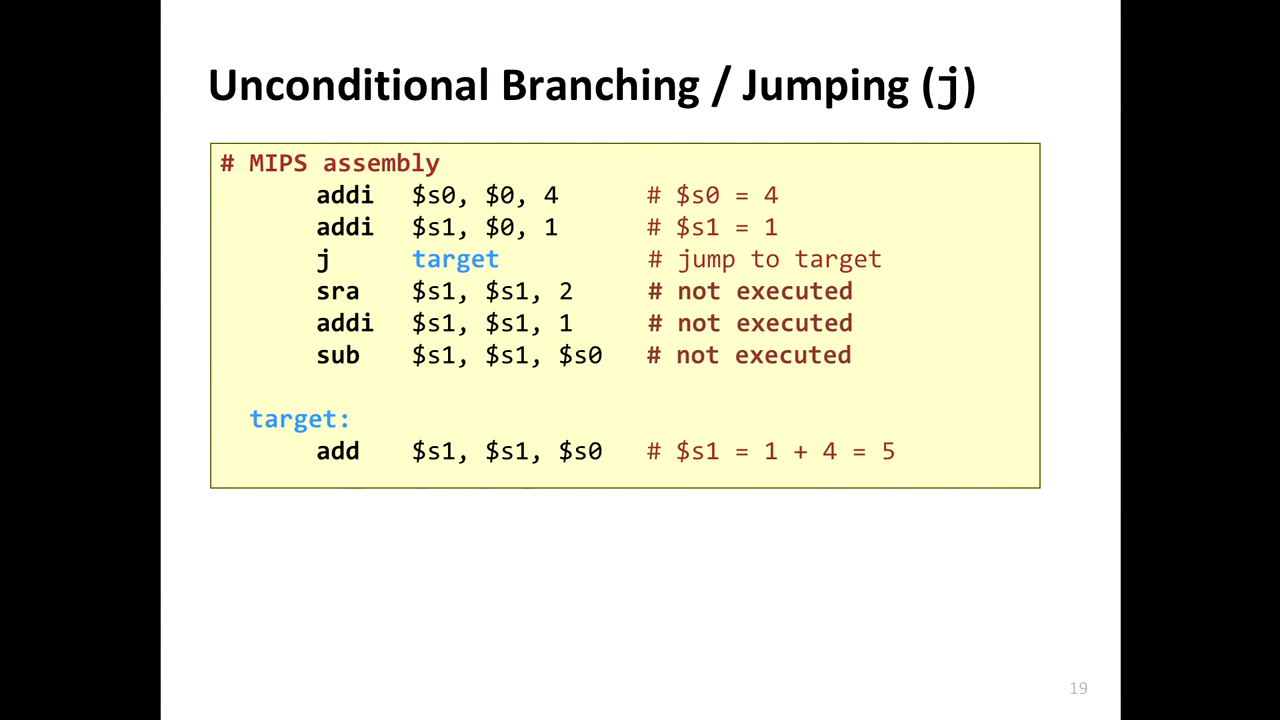 Unconditional Branching / Jumping (j)
# MIPS assembly
addi $s0, $0, 4 # $s0 = 4
addi $s1, $0, 1 # $s1 = 1
j target # jump to target
sra $s1, $s1, 2 # not executed
addi $s1, $s1, 1 # not executed
sub $s1, $s1, $s0 # not executed
target:
add $s1, $s1, $s0 # $s1 = 1 + 4 = 5
19